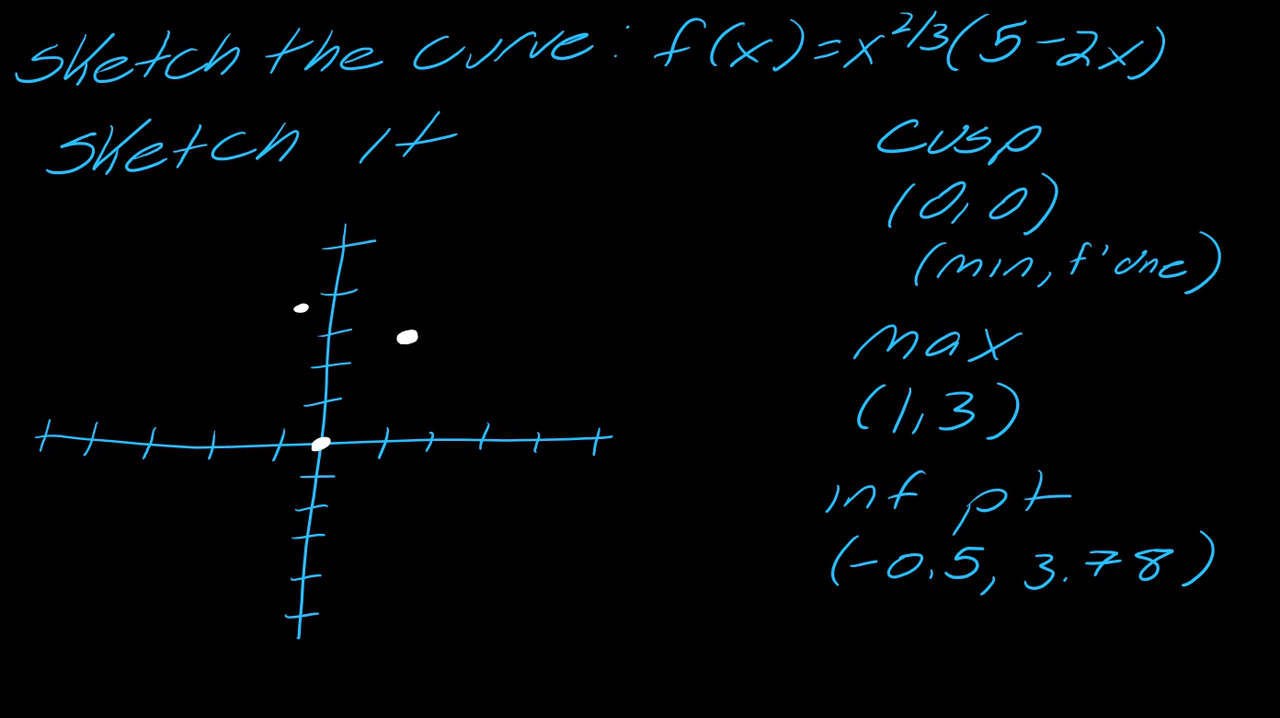 Sketch the curve: f(x)=x^2/3(5-2x)
Sketch it
cusp
(0,0)
(min, f' dne)
max
(1,3)
inf pt
(-0.5, 3.78)